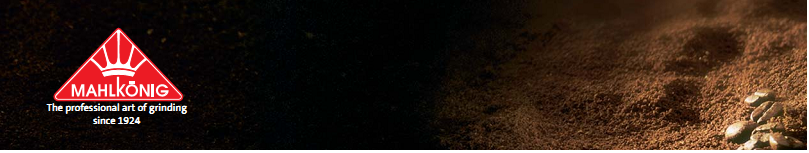 MAHLKÖNIG
The professional art of grinding
since 1924